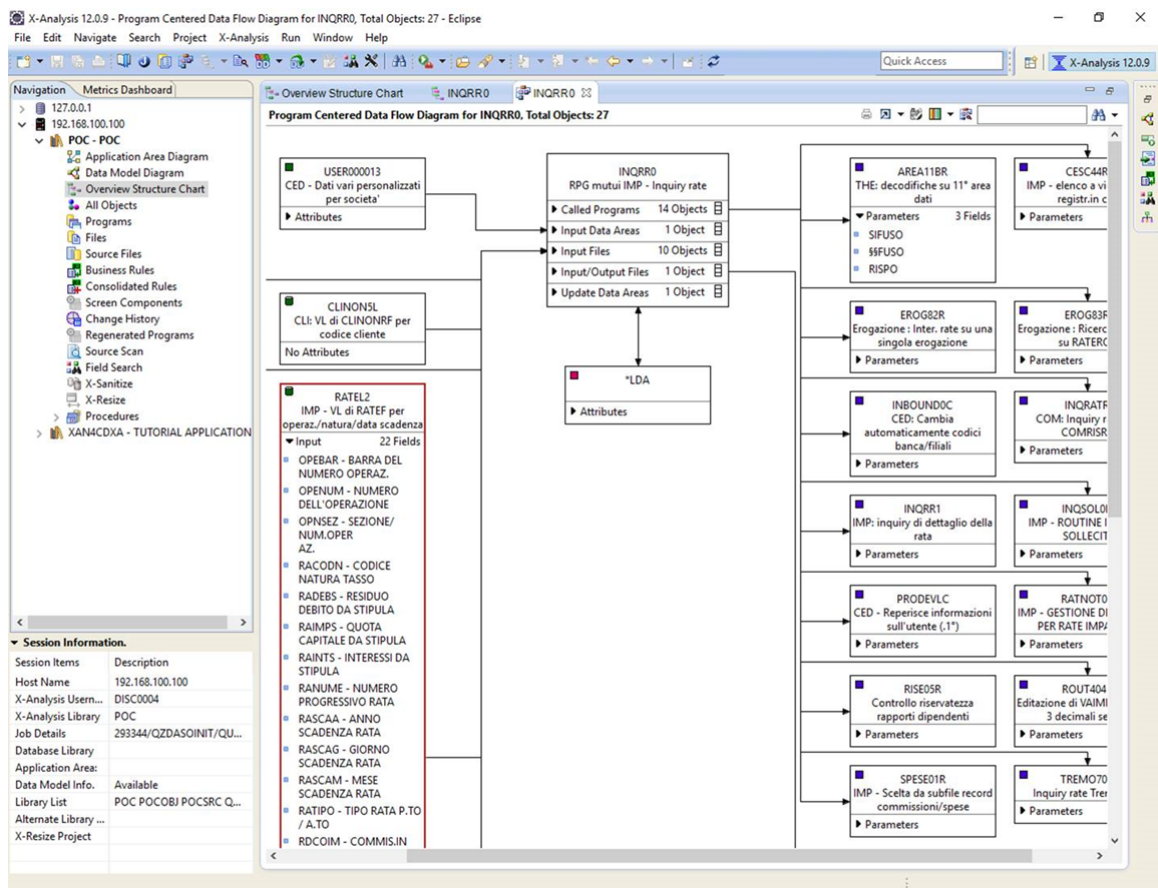 X-Analysis 12.0.9 - Program Centered Data Flow Diagram for INQRR0, Total Objects: 27 - Eclipse
File Edit Navigate Search Project X-Analysis Run Window Help
Quick Access
X-Analysis 12.0.9
Navigation Metrics Dashboard
127.0.0.1
192.168.100.100
POC - POC
Application Area Diagram
Data Model Diagram
Overview Structure Chart
All Objects
Programs
Files
Source Files
Business Rules
Consolidated Rules
Screen Components
Change History
Regenerated Programs
Source Scan
Field Search
X-Sanitize
X-Resize
Procedures
XAN4CDXA - TUTORIAL APPLICATION
Session Information.
Session Items Description
Host Name 192.168.100.100
X-Analysis Usern... DISC0004
X-Analysis Library POC
Job Details 293344/QZDASOINIT/QU...
Database Library
Application Area:
Data Model Info. Available
Library List POC POCOBJ POCSRC Q...
Alternate Library ...
X-Resize Project
Overview Structure Chart INQRR0 INQRR0
Program Centered Data Flow Diagram for INQRR0, Total Objects: 27
USER000013
CED - Dati vari personalizzati
per societa'
Attributes
CLINON5L
CLI: VL di CLINONRF per
codice cliente
No Attributes
RATEL2
IMP - VL di RATEF per
operaz./natura/data scadenza
Input 22 Fields
OPEBAR - BARRA DEL
NUMERO OPERAZ.
OPENUM - NUMERO
DELL'OPERAZIONE
OPNSEZ - SEZIONE/
NUM.OPER
AZ.
RACODN - CODICE
NATURA TASSO
RADEBS - RESIDUO
DEBITO DA STIPULA
RAIMPS - QUOTA
CAPITALE DA STIPULA
RAINTS - INTERESSI DA
STIPULA
RANUME - NUMERO
PROGRESSIVO RATA
RASCAA - ANNO
SCADENZA RATA
RASCAG - GIORNO
SCADENZA RATA
RASCAM - MESE
SCADENZA RATA
RATIPO - TIPO RATA P.TO
/ A.TO
RDCOIM - COMMIS.IN
INQRR0
RPG mutui IMP - Inquiry rate
Called Programs 14 Objects
Input Data Areas 1 Object
Input Files 10 Objects
Input/Output Files 1 Object
Update Data Areas 1 Object
*LDA
Attributes
AREA11BR
THE: decodifiche su 11° area
dati
Parameters 3 Fields
SIFUSO
§§FUSO
RISPO
EROG82R
Erogazione : Inter. rate su una
singola erogazione
Parameters
INBOUND0C
CED: Cambia
automaticamente codici
banca/filiali
Parameters
INQRR1
IMP: inquiry di dettaglio della
rata
Parameters
PRODEVLC
CED - Reperisce informazioni
sull'utente (.1°)
Parameters
RISE05R
Controllo riservatezza
rapporti dipendenti
Parameters
SPESE01R
IMP - Scelta da subfile record
commissioni/spese
Parameters
CESC44R
IMP - elenco a vi
registr.in c
Parameters
EROG83R
Erogazione : Ricerc
su RATERC
Parameters
INQRATR
COM: Inquiry r
COMRISR
Parameters
INQSOL0
IMP - ROUTINE I
SOLLECIT
Parameters
RATNOT0
IMP - GESTIONE DI
PER RATE IMPA
Parameters
ROUT404
Editazione di VAIMI
3 decimali se
Parameters
TREMO70
Inquiry rate Trer
Parameters